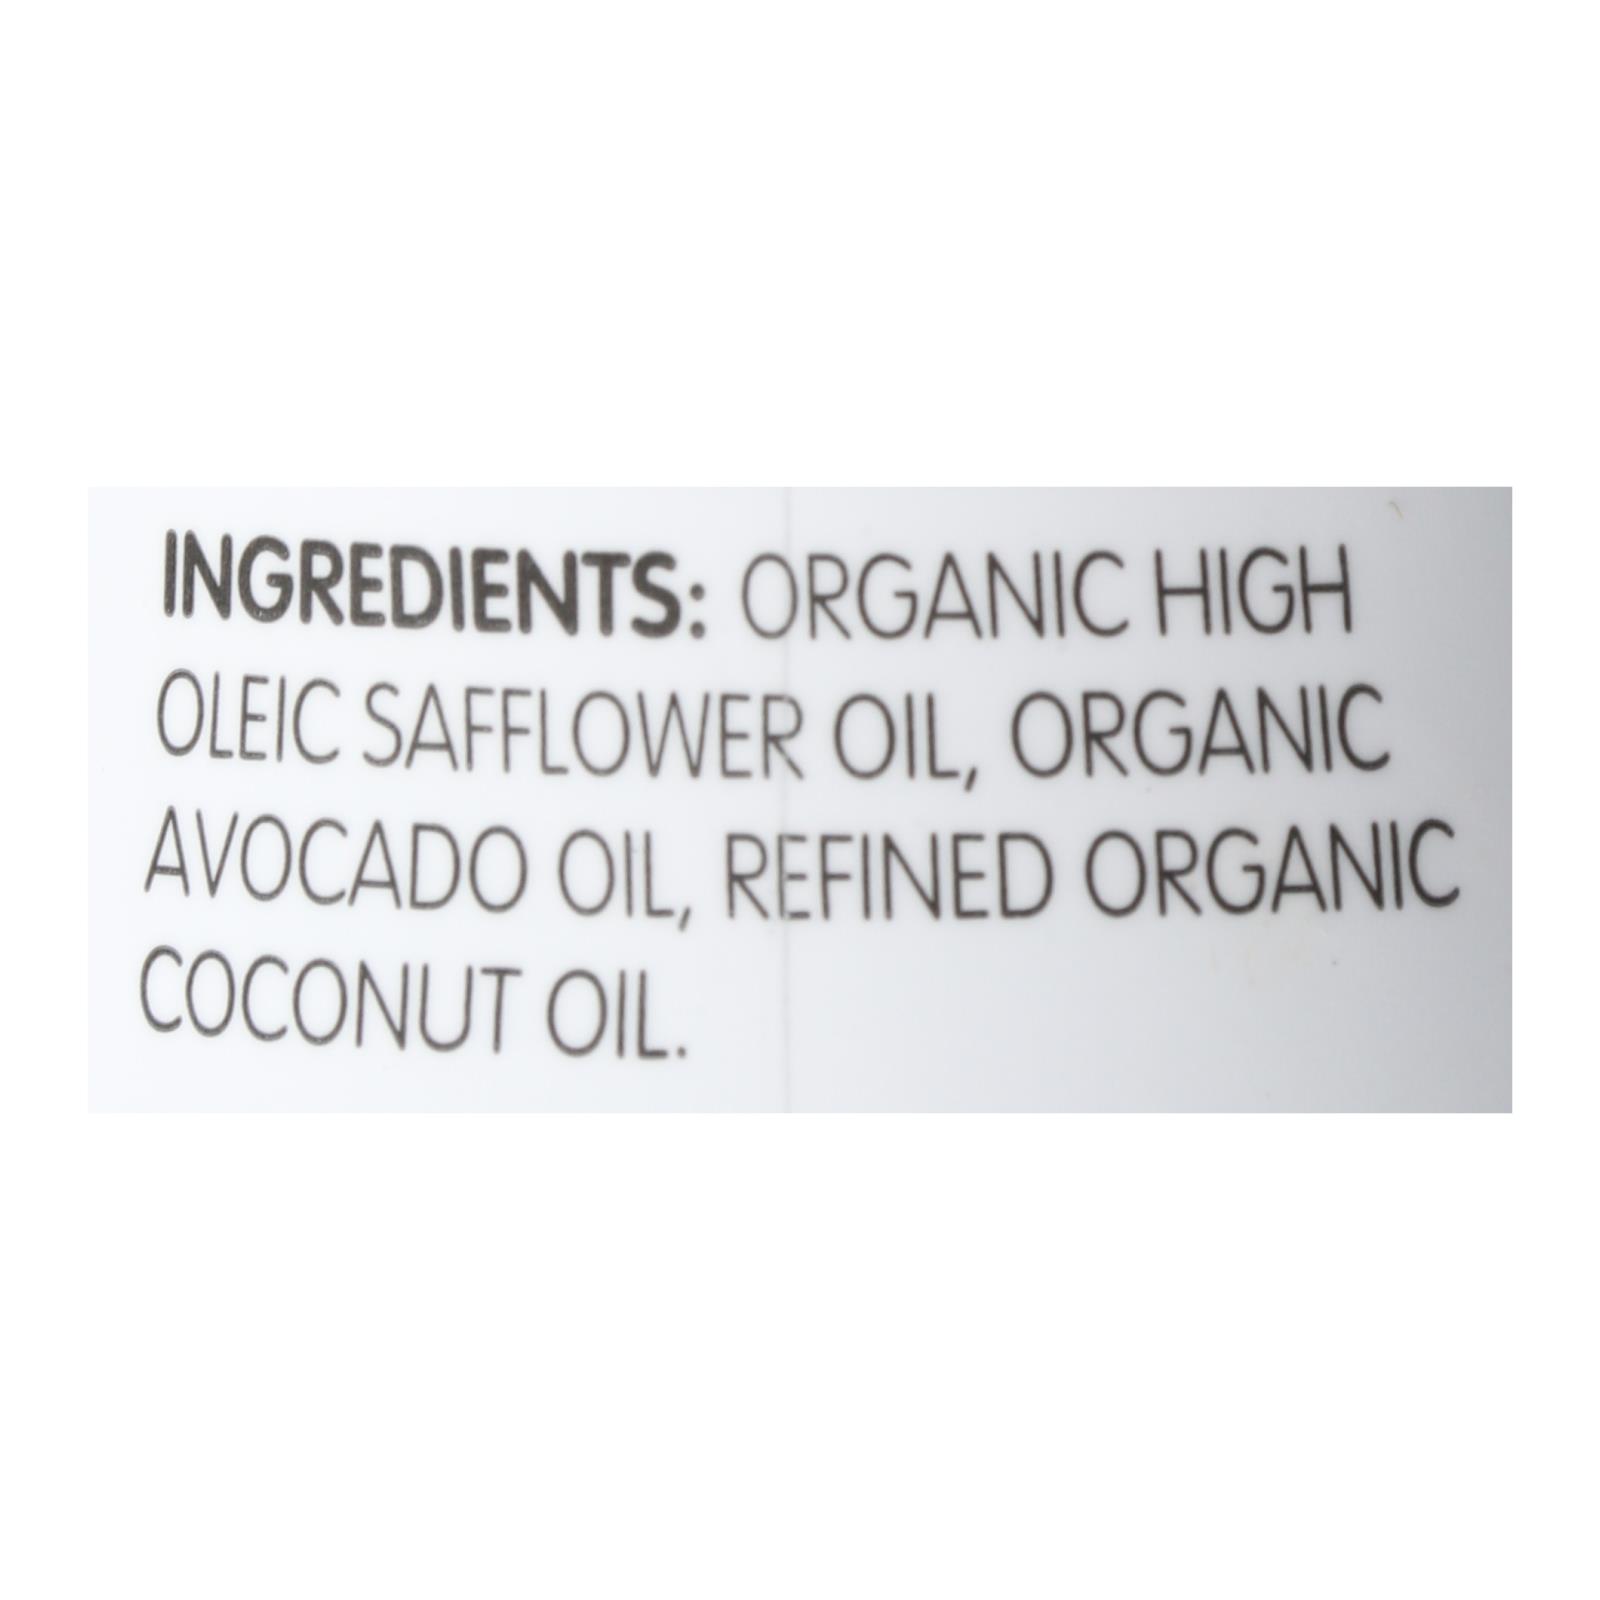 INGREDIENTS: ORGANIC HIGH
OLEIC SAFFLOWER OIL, ORGANIC
AVOCADO OIL, REFINED ORGANIC
COCONUT OIL.